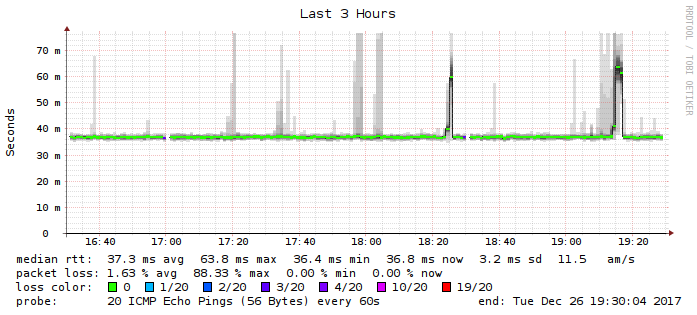 Last 3 Hours
RRDTOOL / TOBI OETIKER
Seconds
70 m
60 m
50 m
40 m
30 m
20 m
10 m
0
16:40 17:00 17:20 17:40 18:00 18:20 18:40 19:00 19:20
median rtt: 37.3 ms avg 63.8 ms max 36.4 ms min 36.8 ms now 3.2 ms sd 11.5 am/s
packet loss: 1.63 % avg 88.33 % max 0.00 % min 0.00 % now
loss color: 0 1/20 2/20 3/20 4/20 10/20 19/20
probe: 20 ICMP Echo Pings (56 Bytes) every 60s end: Tue Dec 26 19:30:04 2017